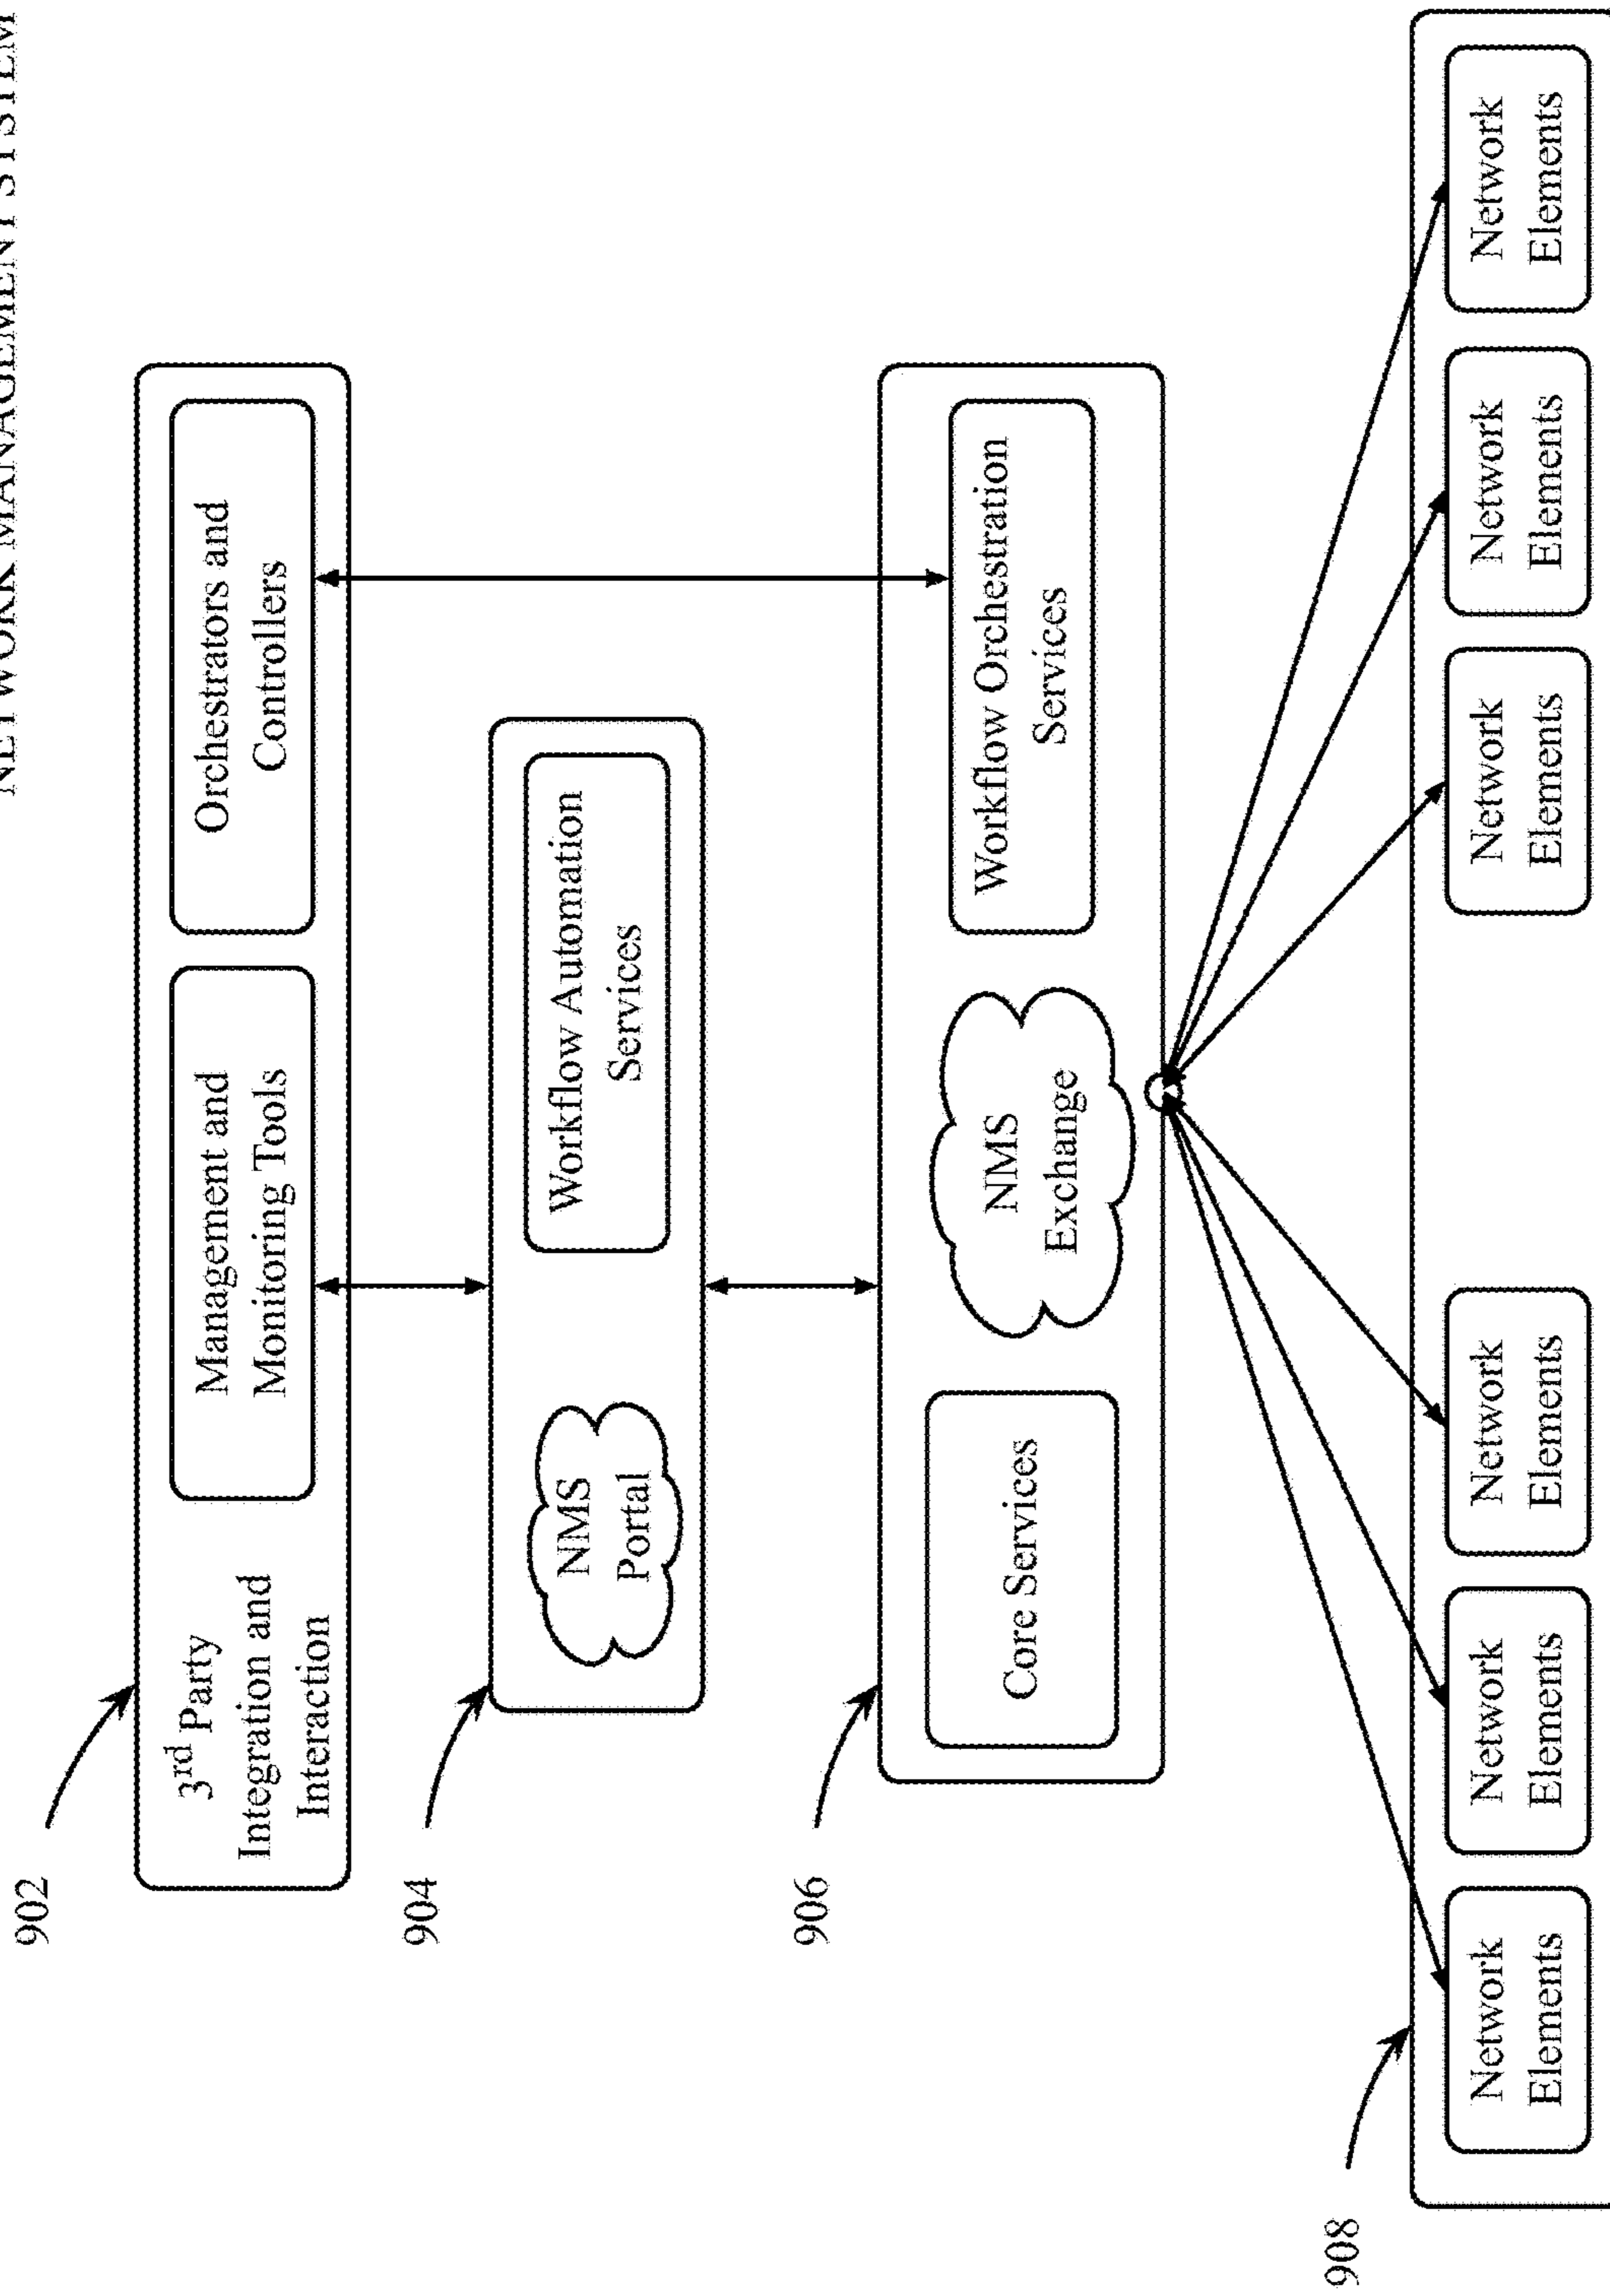 NETWORK MANAGEMENT SYSTEM
902
3rd Party
Integration and
Interaction
Management and
Monitoring Tools
Orchestrators and
Controllers
904
NMS
Portal
Workflow Automation
Services
906
Core Services
NMS
Exchange
Workflow Orchestration
Services
908
Network
Elements
Network
Elements
Network
Elements
Network
Elements
Network
Elements
Network
Elements